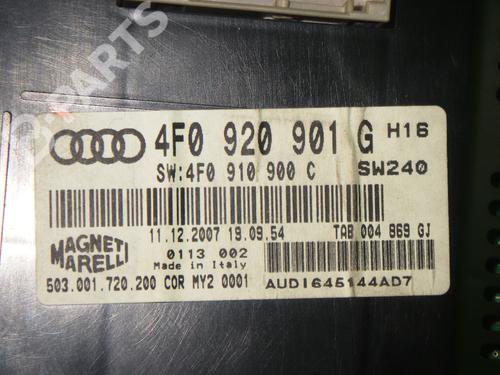 B-PARTS
4F0 920 901 G H16
SW:4F0 910 900 C SW240
11.12.2007 19.09.54 TAB 004 869 GJ
MAGNETI
MARELLI
0113 002
Made in Italy
503.001.720.200 COR MY2 0001 AUDI645144AD7